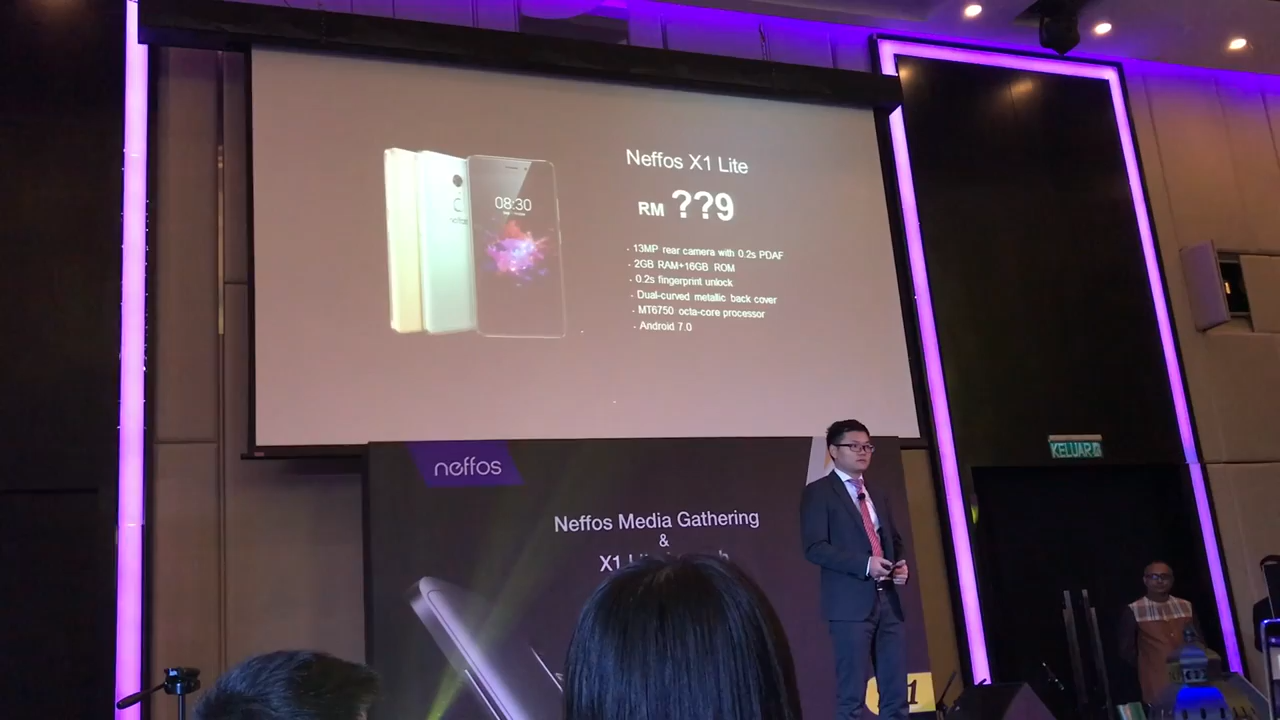 Neffos X1 Lite
RM ??9
- 13MP rear camera with 0.2s PDAF
- 2GB RAM+16GB ROM
- 0.2s fingerprint unlock
- Dual-curved metallic back cover
- MT6750 octa-core processor
- Android 7.0
08:30
neffos
Neffos Media Gathering
&
X1
KELUAR
1